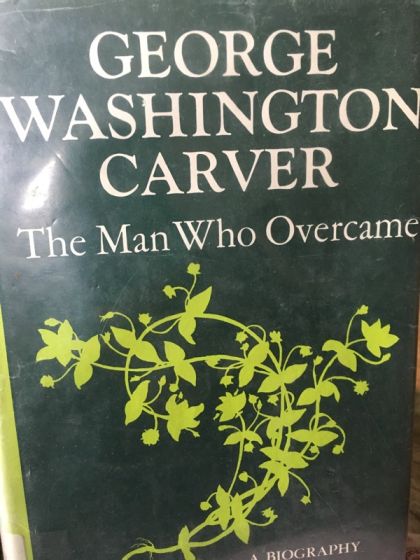 GEORGE
WASHINGTON
CARVER
The Man Who Overcame
A BIOGRAPHY